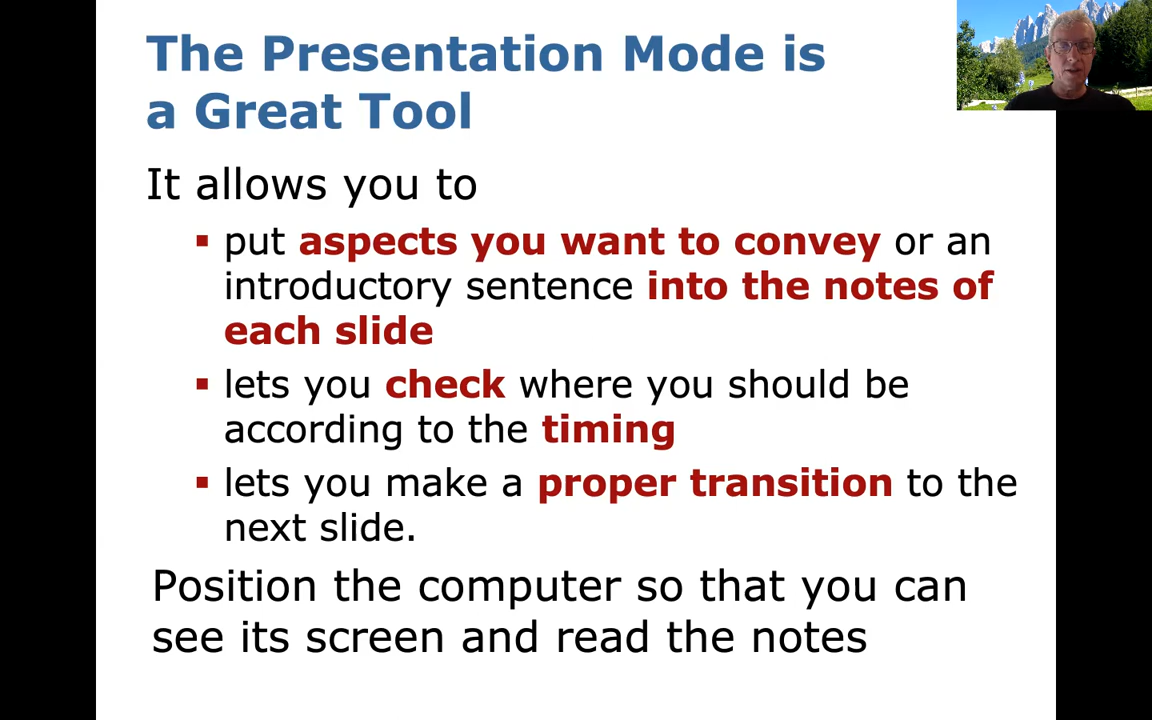 The Presentation Mode is
a Great Tool
It allows you to
▪ put aspects you want to convey or an
introductory sentence into the notes of
each slide
▪ lets you check where you should be
according to the timing
▪ lets you make a proper transition to the
next slide.
Position the computer so that you can
see its screen and read the notes